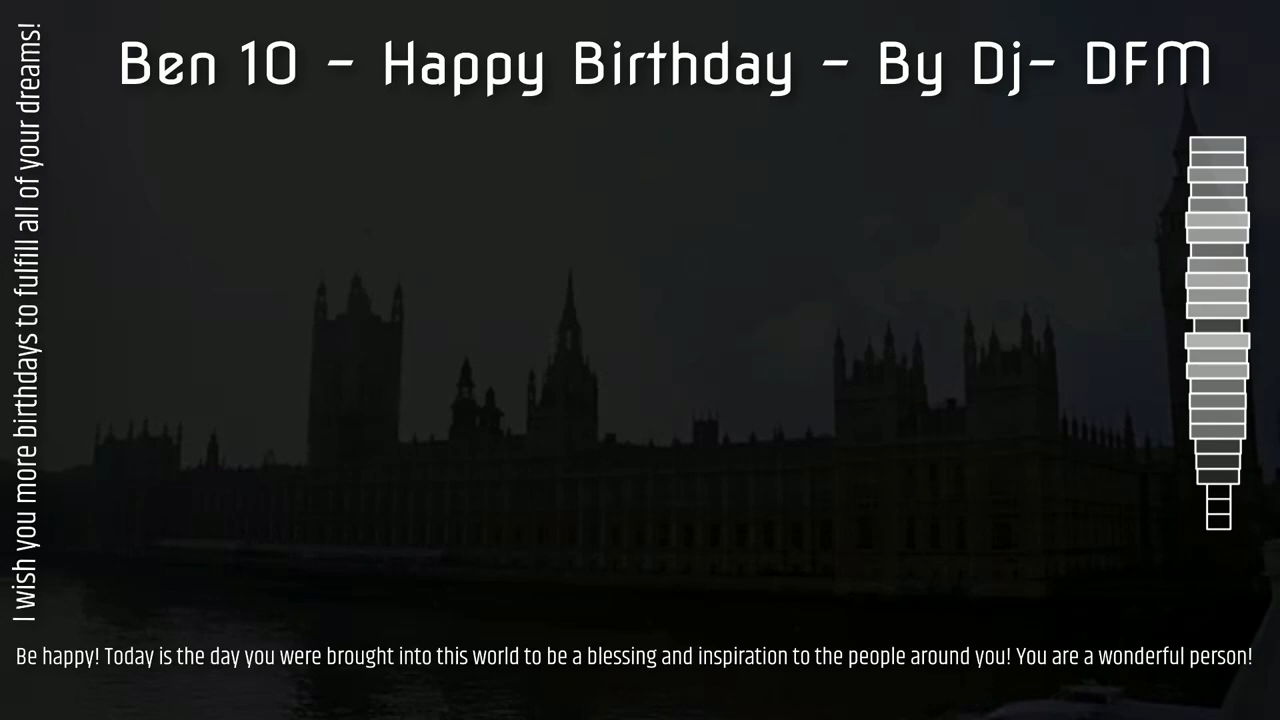 Ben 10 - Happy Birthday - By Dj- DFM
I wish you more birthdays to fulfill all of your dreams!
Be happy! Today is the day you were brought into this world to be a blessing and inspiration to the people around you! You are a wonderful person!